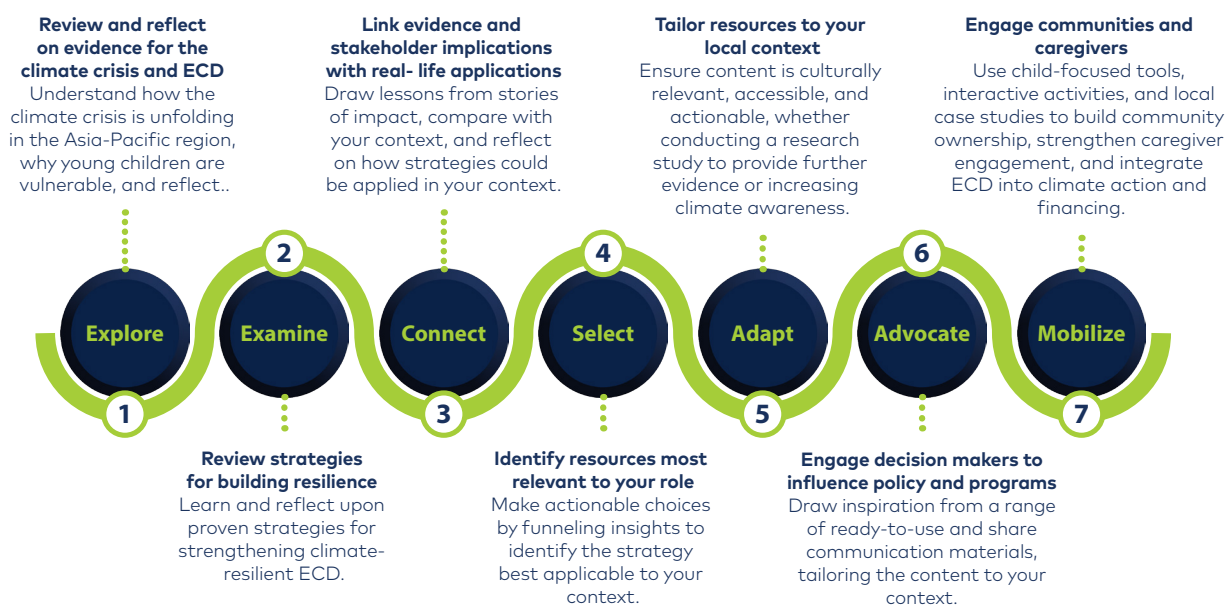 Review and reflect
on evidence for the
climate crisis and ECD
Understand how the
climate crisis is unfolding
in the Asia-Pacific region,
why young children are
vulnerable, and reflect..
Link evidence and
stakeholder implications
with real- life applications
Draw lessons from stories
of impact, compare with
your context, and reflect
on how strategies could
be applied in your context.
Tailor resources to your
local context
Ensure content is culturally
relevant, accessible, and
actionable, whether
conducting a research
study to provide further
evidence or increasing
climate awareness.
Engage communities and
caregivers
Use child-focused tools,
interactive activities, and local
case studies to build community
ownership, strengthen caregiver
engagement, and integrate
ECD into climate action and
financing.
Explore
1
Examine
2
Connect
3
Select
4
Adapt
5
Advocate
6
Mobilize
7
Review strategies
for building resilience
Learn and reflect upon
proven strategies for
strengthening climate-
resilient ECD.
Identify resources most
relevant to your role
Make actionable choices
by funneling insights to
identify the strategy
best applicable to your
context.
Engage decision makers to
influence policy and programs
Draw inspiration from a range
of ready-to-use and share
communication materials,
tailoring the content to your
context.